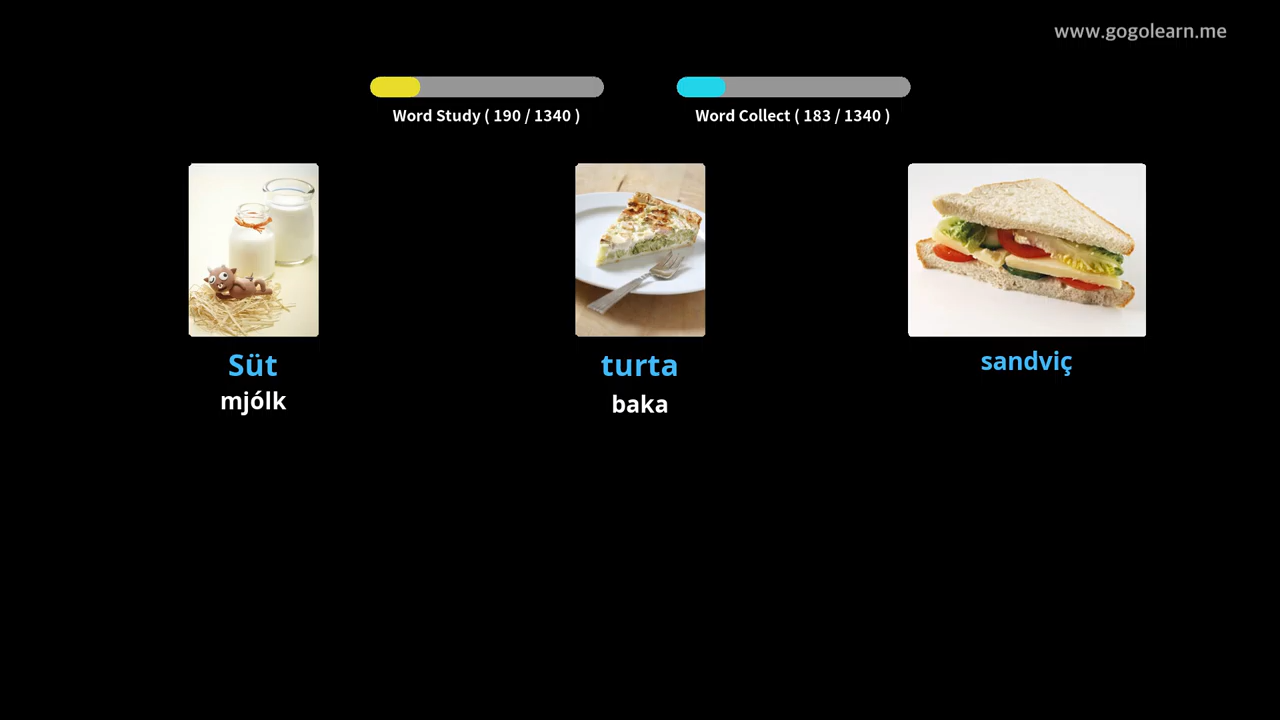 www.gogolearn.me
Word Study ( 190 / 1340 )
Word Collect ( 183 / 1340 )
Süt
mjólk
turta
baka
sandviç